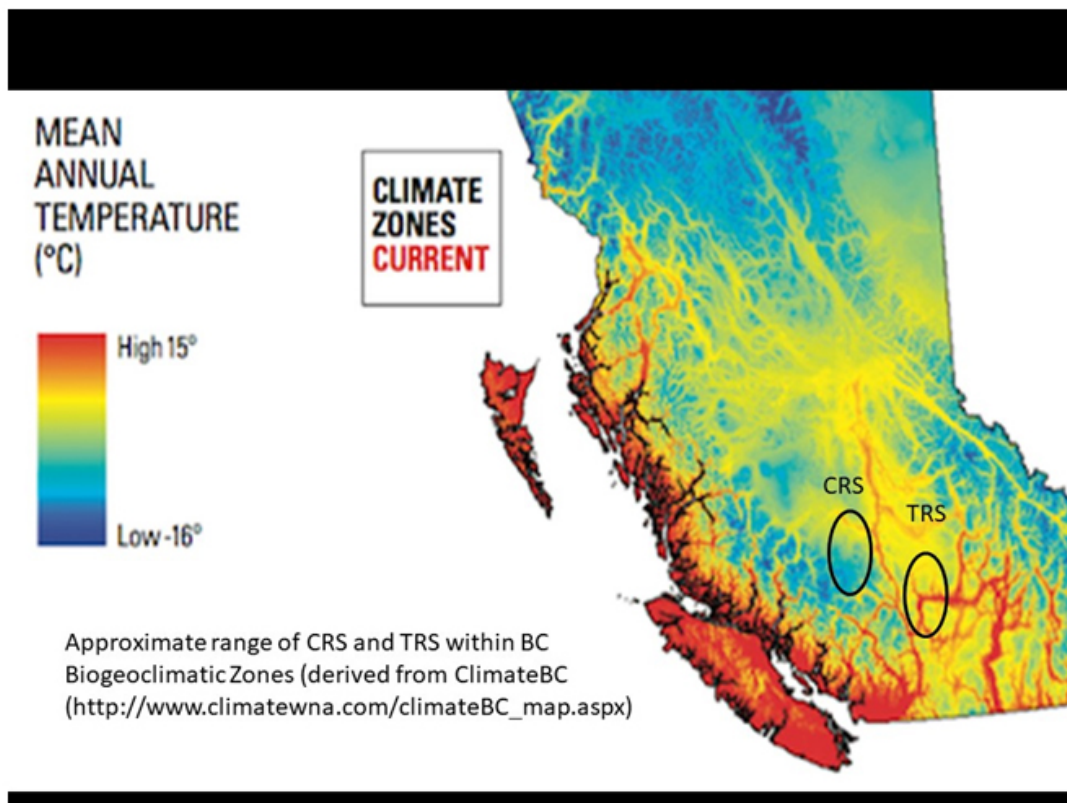 MEAN
ANNUAL
TEMPERATURE
(°C)
CLIMATE
ZONES
CURRENT
High 15°
Low -16°
CRS
TRS
Approximate range of CRS and TRS within BC
Biogeoclimatic Zones (derived from ClimateBC
(http://www.climatewna.com/climateBC_map.aspx)